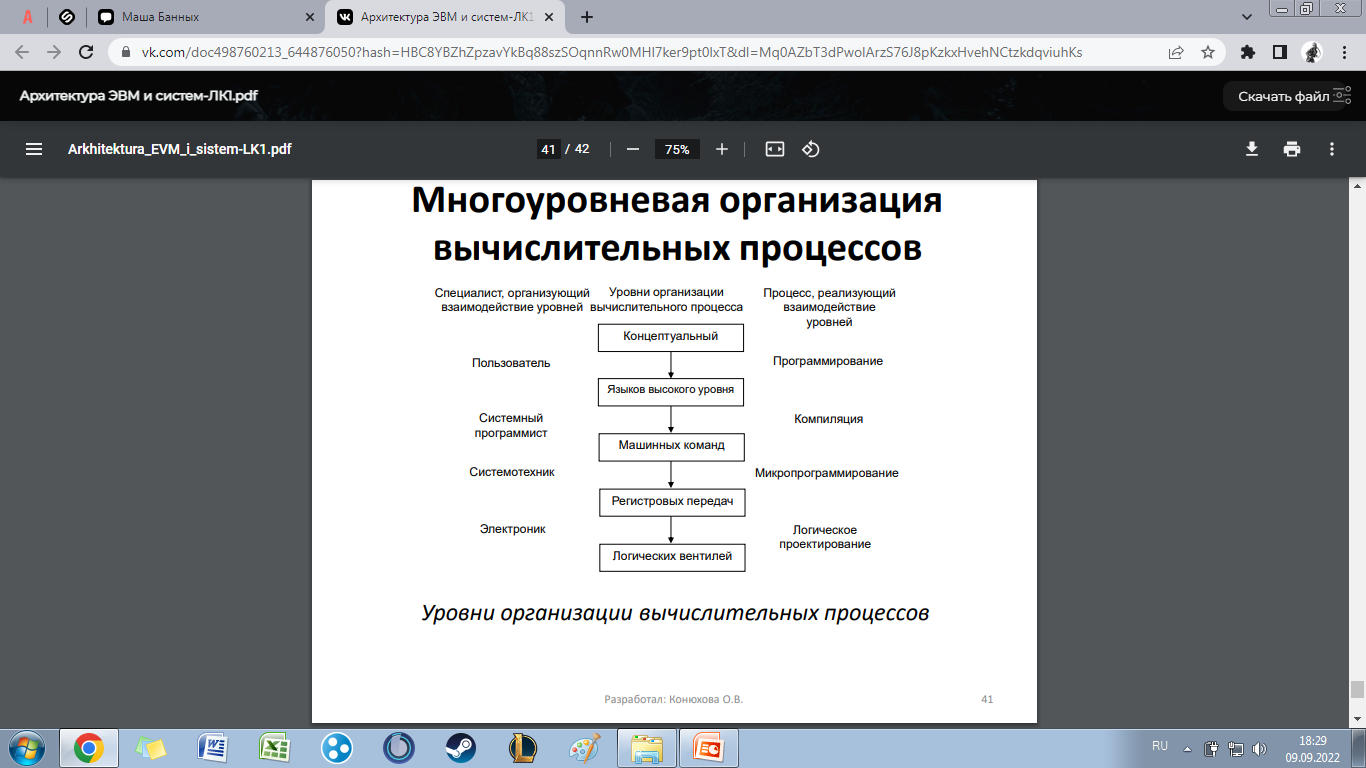 Маша Банных
Архитектура ЭВМ и систем-ЛК1
vk.com/doc498760213_644876050?hash=HBC8YBZhZpzavYkBq88szSOqnnRw0MHl7ker9pt0lxT&dl=Mq0AZbT3dPwolArzS76J8pKzkxHvehNCtzkdqviuhKs
Архитектура ЭВМ и систем-ЛК1.pdf
Скачать файл
Arkhitektura_EVM_i_sistem-LK1.pdf
41 / 42
75%
Многоуровневая организация
вычислительных процессов
Специалист, организующий
взаимодействие уровней
Уровни организации
вычислительного процесса
Процесс, реализующий
взаимодействие
уровней
Концептуальный
Пользователь
Программирование
Языков высокого уровня
Системный
программист
Компиляция
Машинных команд
Системотехник
Микропрограммирование
Регистровых передач
Электроник
Логическое
проектирование
Логических вентилей
Уровни организации вычислительных процессов
Разработал: Конюхова О.В.
41
RU
18:29
09.09.2022